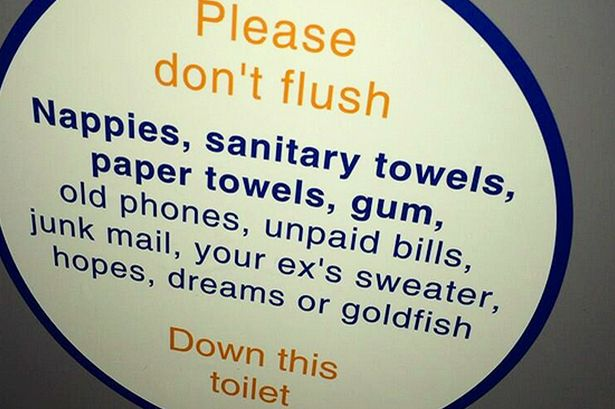 Please
don't flush
Nappies, sanitary towels,
paper towels, gum,
old phones, unpaid bills,
junk mail, your ex's sweater,
hopes, dreams or goldfish
Down this
toilet